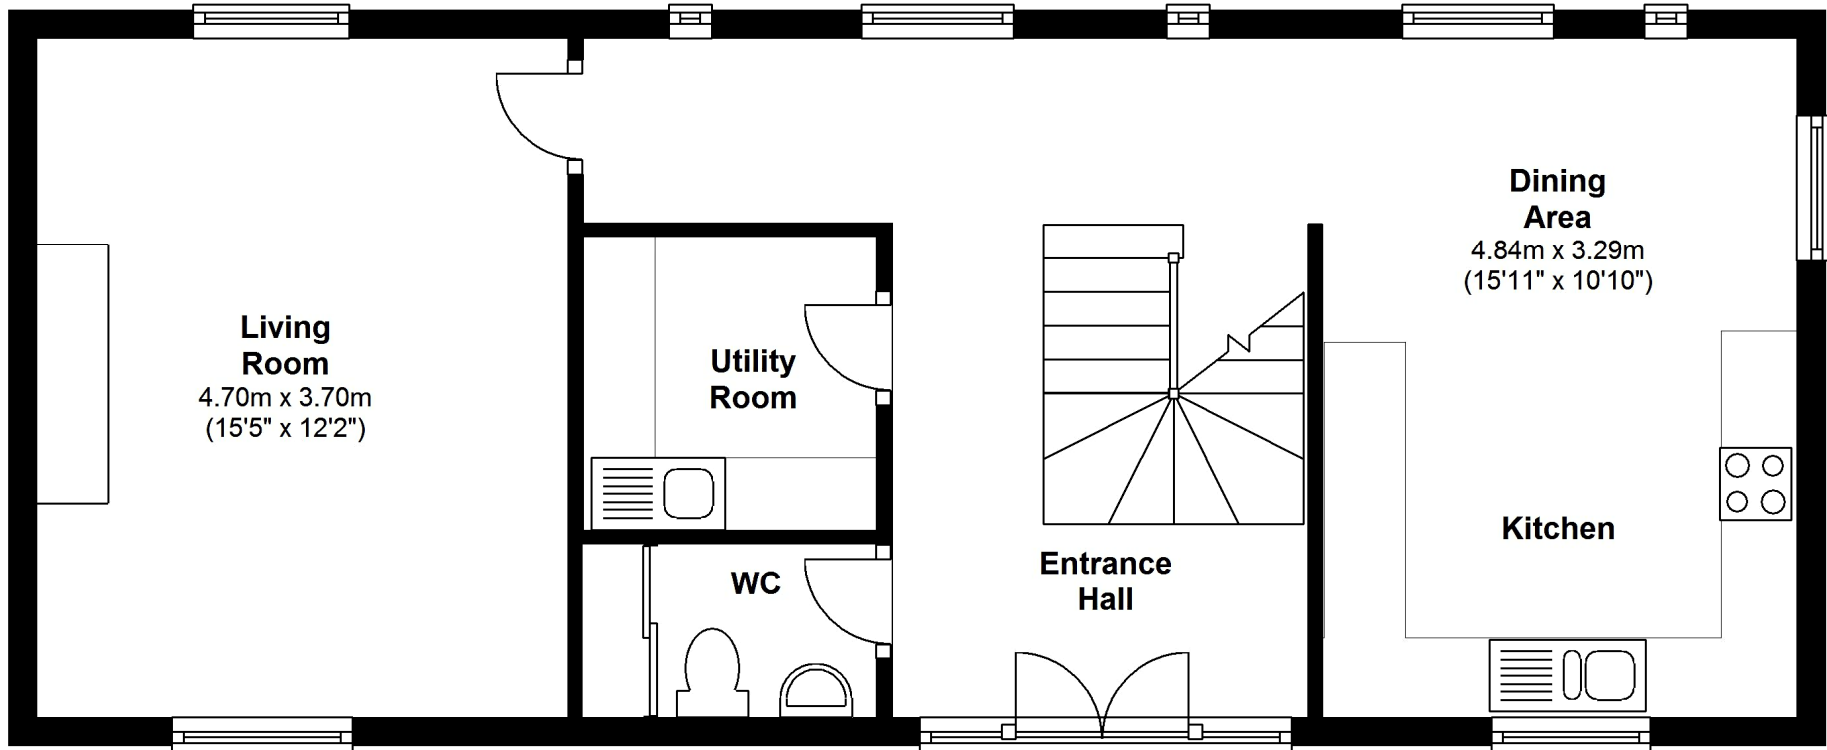 Living
Room
4.70m x 3.70m
(15'5" x 12'2")
Utility
Room
WC
Entrance
Hall
Dining
Area
4.84m x 3.29m
(15'11" x 10'10")
Kitchen